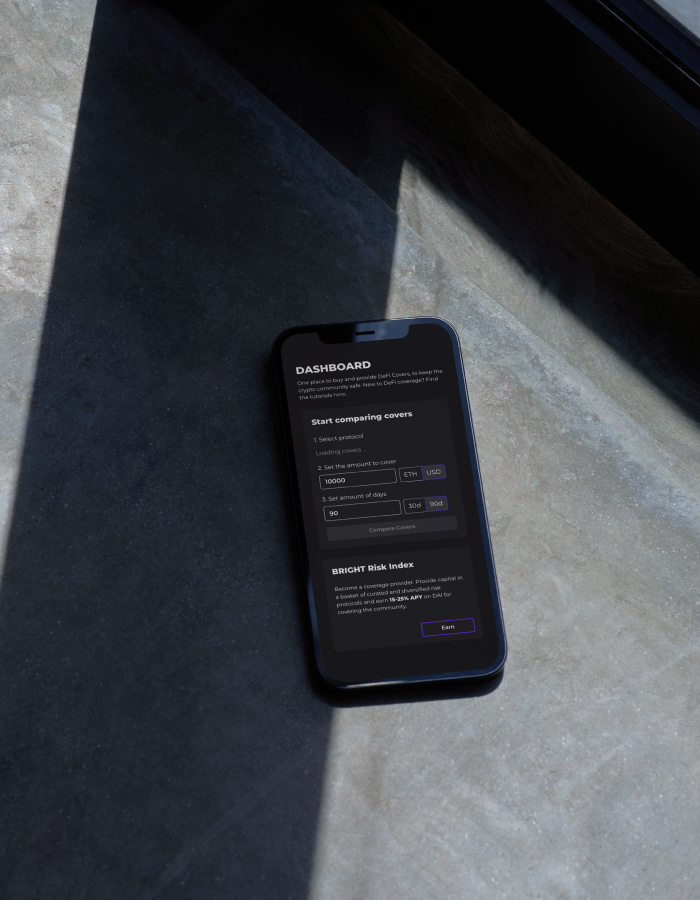 DASHBOARD
One place to buy and provide DeFi Covers, to keep the
crypto community safe. New to DeFi coverage? Find
the tutorials here.
Start comparing covers
1. Select protocol
Loading covers ..
2. Set the amount to cover
10000 ETH USD
3. Set amount of days
90 30d 90d
Compare Covers
BRIGHT Risk Index
Become a coverage provider. Provide capital in
a basket of curated and diversified risk
protocols and earn 15-25% APY on DAI for
covering the community.
Earn